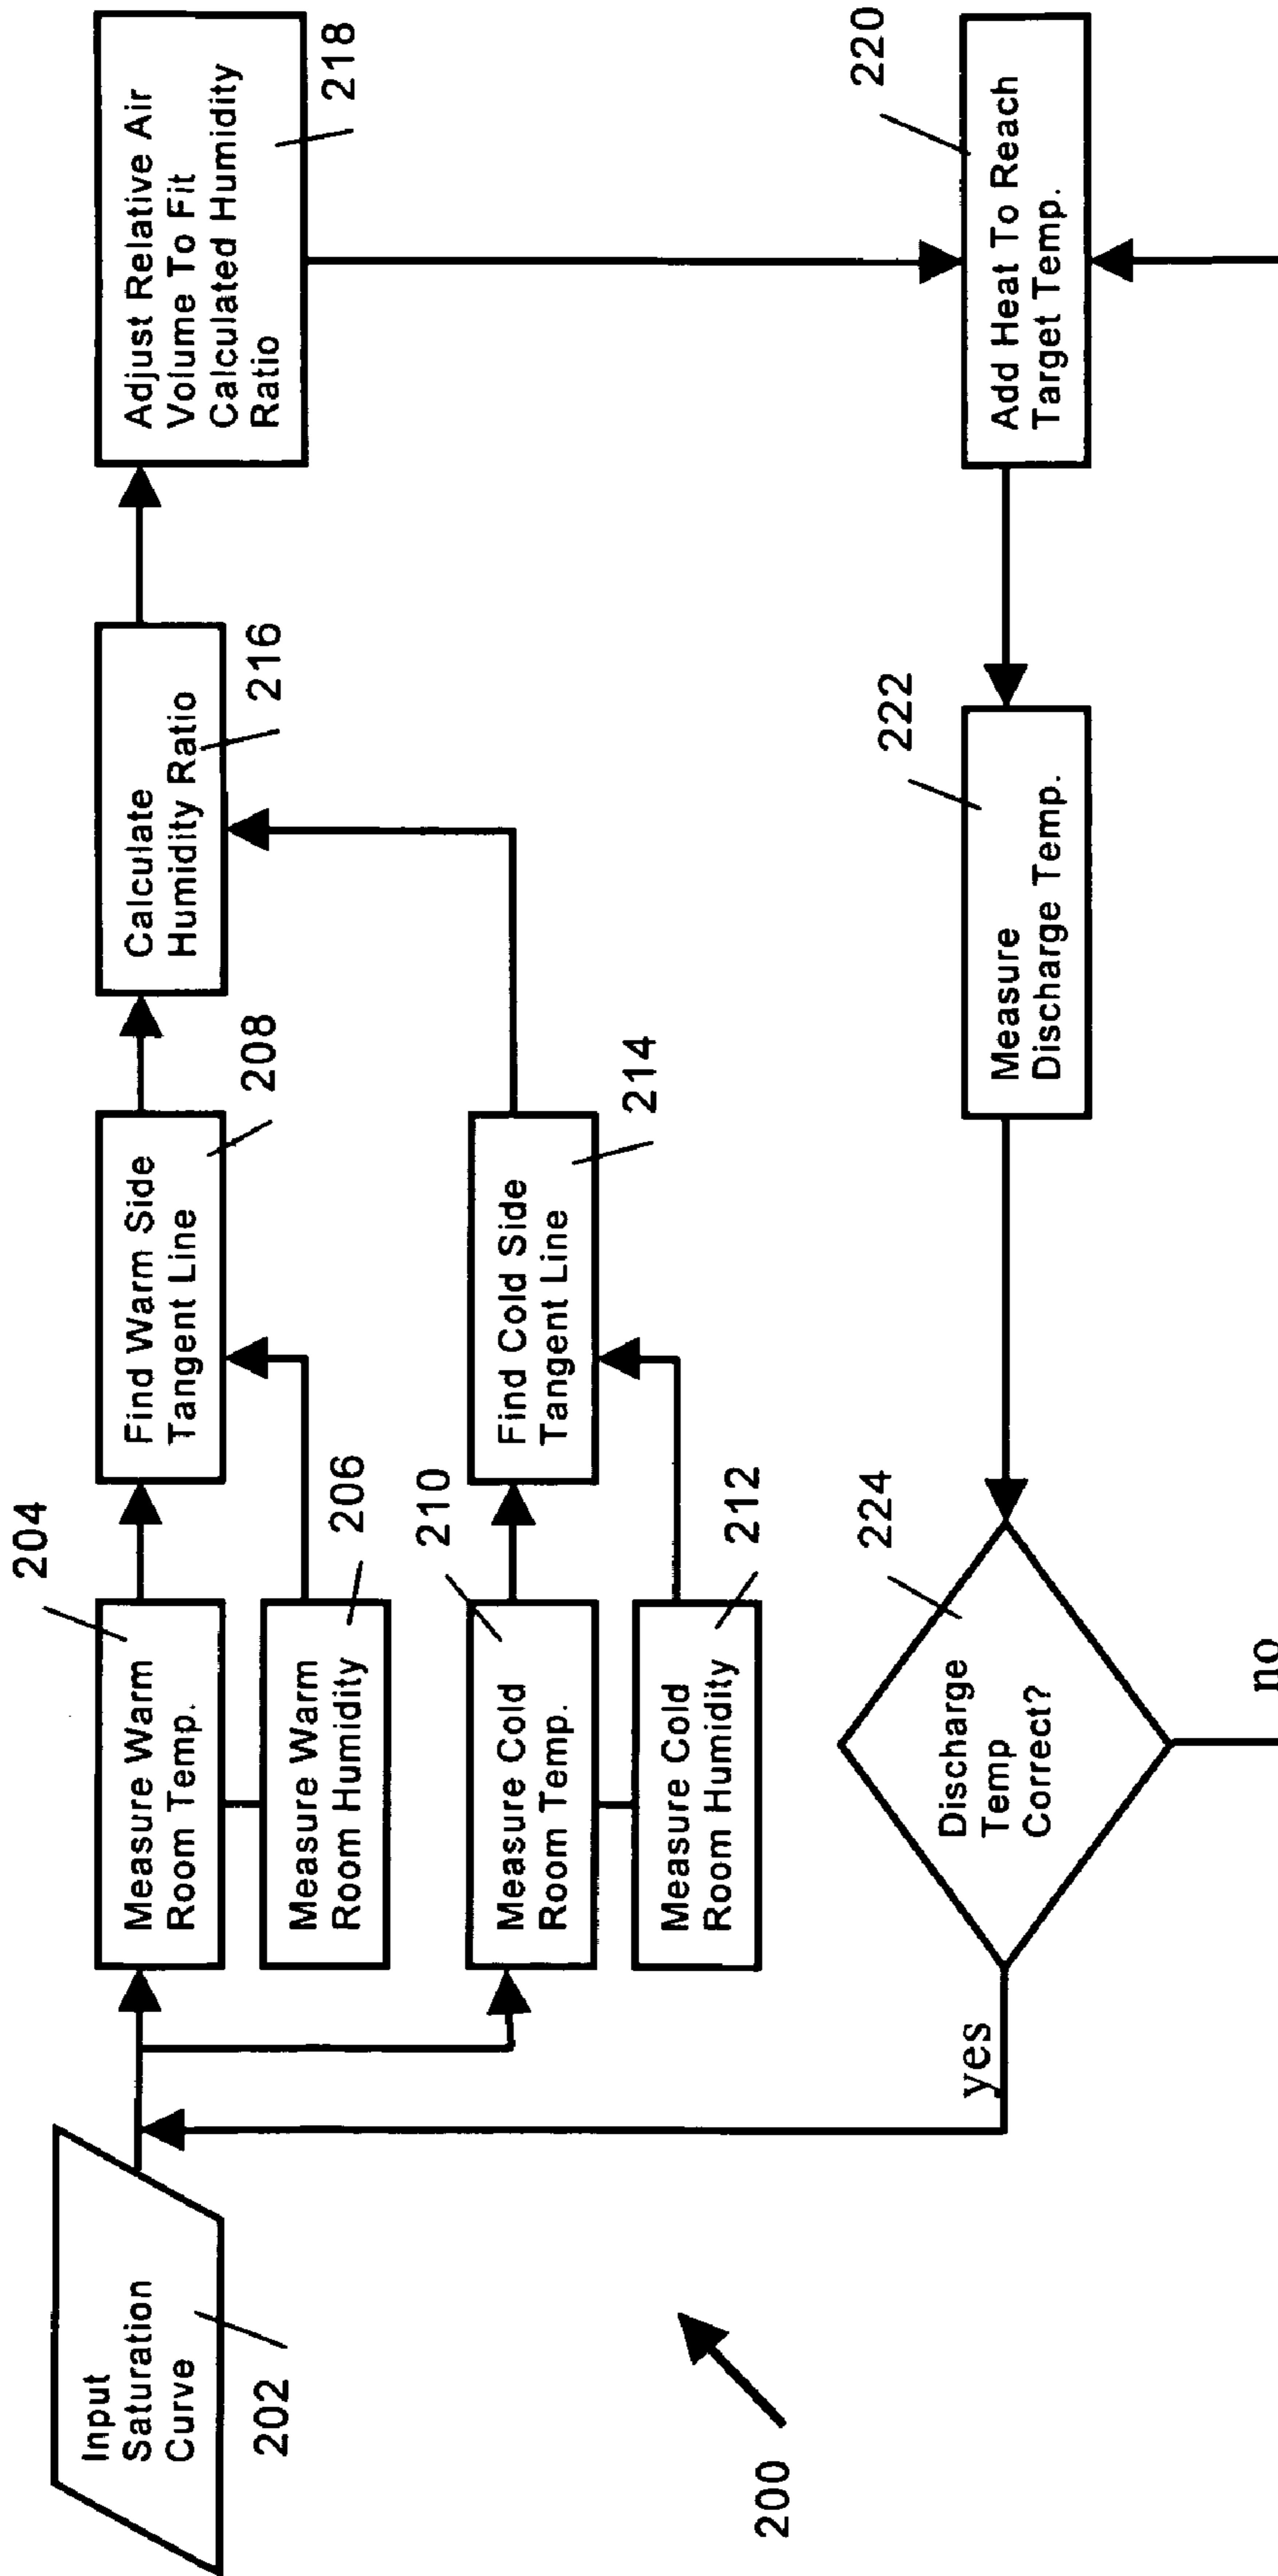 Input
Saturation
Curve
202
Measure Warm
Room Temp.
204
Measure Warm
Room Humidity
206
Find Warm Side
Tangent Line
208
Measure Cold
Room Temp.
210
Measure Cold
Room Humidity
212
Find Cold Side
Tangent Line
214
Calculate
Humidity Ratio
216
Adjust Relative Air
Volume To Fit
Calculated Humidity
Ratio
218
Add Heat To Reach
Target Temp.
220
Measure
Discharge Temp.
222
Discharge
Temp
Correct?
224
yes
no
200